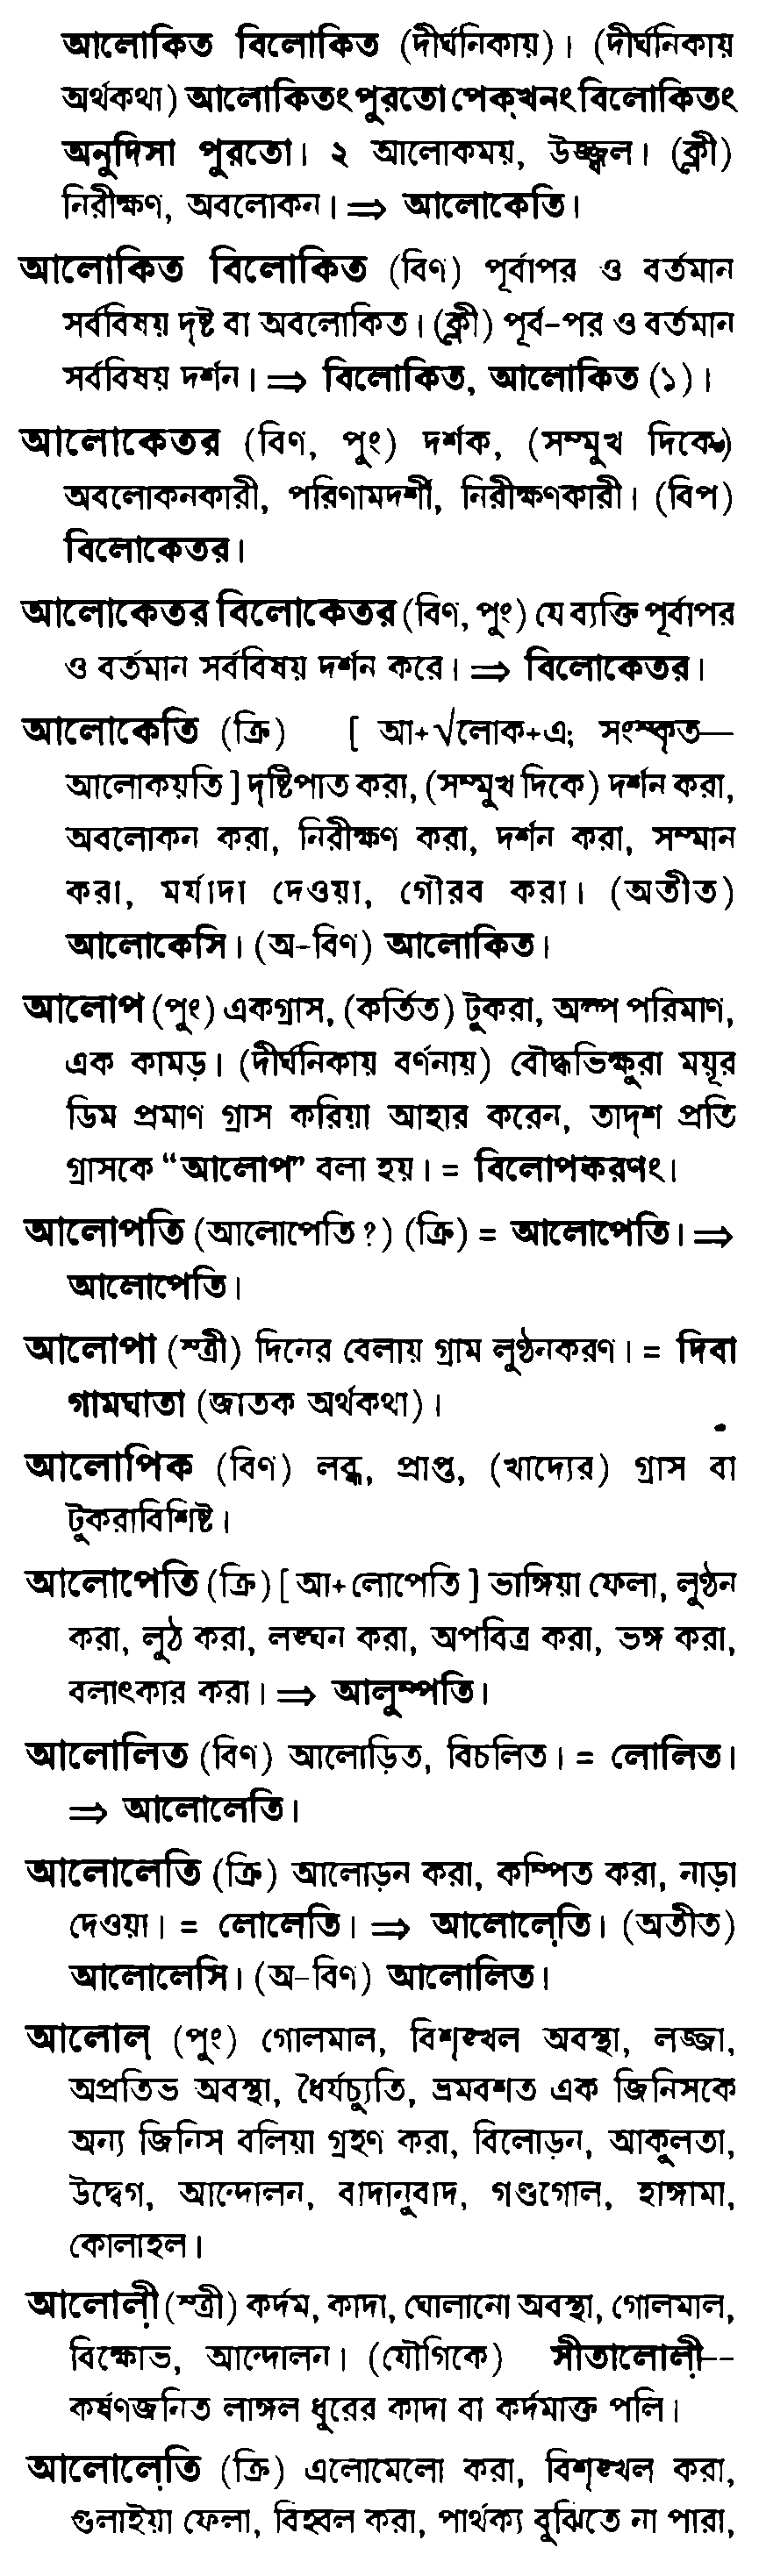 আলোকিত বিলোকিত (দীর্ঘনিকায়)। (দীর্ঘনিকায়
অর্থকথা) আলোকিতং পুরতো পেক্খনং বিলোকিতং
অনুদিসা পুরতো। ২ আলোকময়, উজ্জ্বল। (ক্লী)
নিরীক্ষণ, অবলোকন। ⇒ আলোকেতি।
আলোকিত বিলোকিত (বিণ) পূর্বাপর ও বর্তমান
সর্ববিষয় দৃষ্ট বা অবলোকিত। (ক্লী) পূর্ব-পর ও বর্তমান
সর্ববিষয় দর্শন। ⇒ বিলোকিত, আলোকিত (১)।
আলোকেতর (বিণ, পুং) দর্শক, (সম্মুখ দিকে)
অবলোকনকারী, পরিণামদর্শী, নিরীক্ষণকারী। (বিপ)
বিলোকেতর।
আলোকেতর বিলোকেতর (বিণ, পুং) যে ব্যক্তি পূর্বাপর
ও বর্তমান সর্ববিষয় দর্শন করে। ⇒ বিলোকেতর।
আলোকেতি (ক্রি) [ আ+√লোক+এ; সংস্কৃত—
আলোকয়তি ] দৃষ্টিপাত করা, (সম্মুখ দিকে) দর্শন করা,
অবলোকন করা, নিরীক্ষণ করা, দর্শন করা, সম্মান
করা, মর্যাদা দেওয়া, গৌরব করা। (অতীত)
আলোকেসি। (অ-বিণ) আলোকিত।
আলোপ (পুং) একগ্রাস, (কর্তিত) টুকরা, অল্প পরিমাণ,
এক কামড়। (দীর্ঘনিকায় বর্ণনায়) বৌদ্ধভিক্ষুরা ময়ূর
ডিম প্রমাণ গ্রাস করিয়া আহার করেন, তাদৃশ প্রতি
গ্রাসকে “আলোপ” বলা হয়। = বিলোপকরণং।
আলোপতি (আলোপেতি?) (ক্রি) = আলোপেতি। ⇒
আলোপেতি।
আলোপা (স্ত্রী) দিনের বেলায় গ্রাম লুণ্ঠনকরণ। = দিবা
গামঘাতা (জাতক অর্থকথা)।
আলোপিক (বিণ) লব্ধ, প্রাপ্ত, (খাদ্যের) গ্রাস বা
টুকরাবিশিষ্ট।
আলোপেতি (ক্রি) [ আ+লোপেতি ] ভাঙ্গিয়া ফেলা, লুণ্ঠন
করা, লুঠ করা, লঙ্ঘন করা, অপবিত্র করা, ভঙ্গ করা,
বলাৎকার করা। ⇒ আলুম্পতি।
আলোলিত (বিণ) আলোড়িত, বিচলিত। = লোলিত।
⇒ আলোলেতি।
আলোলেতি (ক্রি) আলোড়ন করা, কম্পিত করা, নাড়া
দেওয়া। = লোলেতি। ⇒ আলোল়েতি। (অতীত)
আলোলেসি। (অ-বিণ) আলোলিত।
আলোল় (পুং) গোলমাল, বিশৃঙ্খল অবস্থা, লজ্জা,
অপ্রতিভ অবস্থা, ধৈর্যচ্যুতি, ভ্রমবশত এক জিনিসকে
অন্য জিনিস বলিয়া গ্রহণ করা, বিলোড়ন, আকুলতা,
উদ্বেগ, আন্দোলন, বাদানুবাদ, গণ্ডগোল, হাঙ্গামা,
কোলাহল।
আলোল়ী (স্ত্রী) কর্দম, কাদা, ঘোলানো অবস্থা, গোলমাল,
বিক্ষোভ, আন্দোলন। (যৌগিকে) সীতালোল়ী--
কর্ষণজনিত লাঙ্গল ধুরের কাদা বা কর্দমাক্ত পলি।
আলোল়েতি (ক্রি) এলোমেলো করা, বিশৃঙ্খল করা,
গুলাইয়া ফেলা, বিহ্বল করা, পার্থক্য বুঝিতে না পারা,